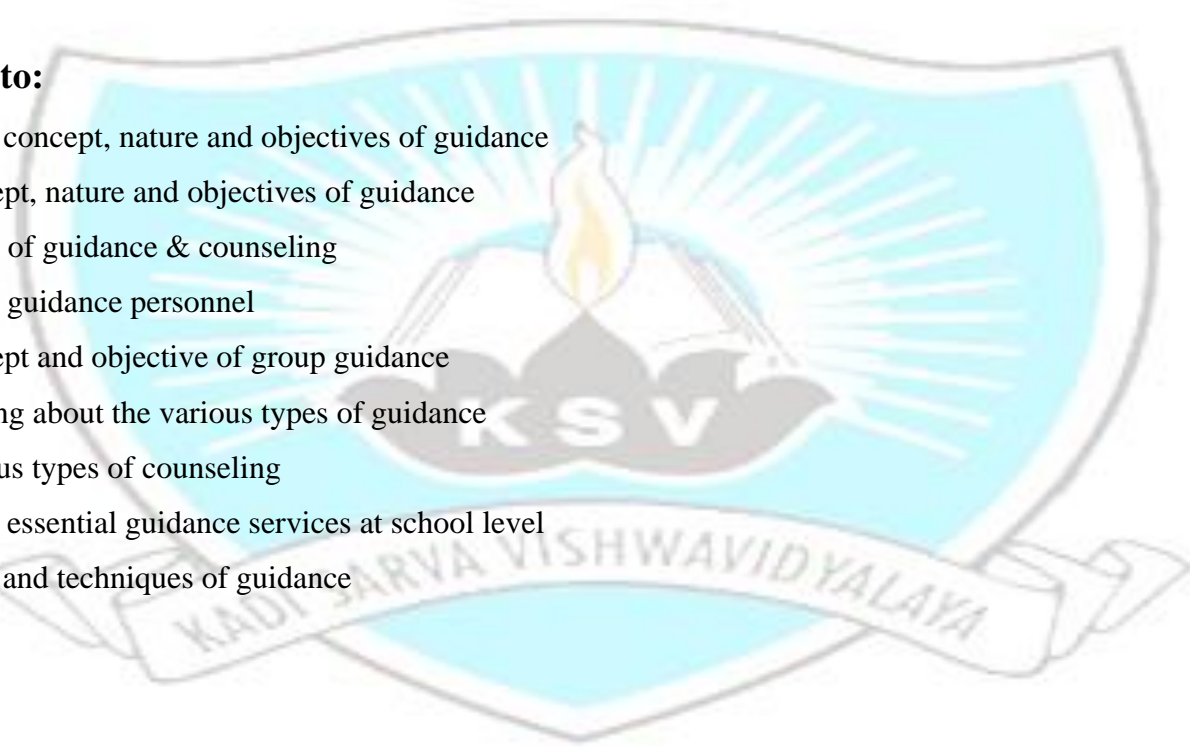 to:
concept, nature and objectives of guidance
ept, nature and objectives of guidance
of guidance & counseling
guidance personnel
ept and objective of group guidance
ng about the various types of guidance
us types of counseling
essential guidance services at school level
and techniques of guidance
KSV
KADI SARVA VISHWAVIDYALAYA